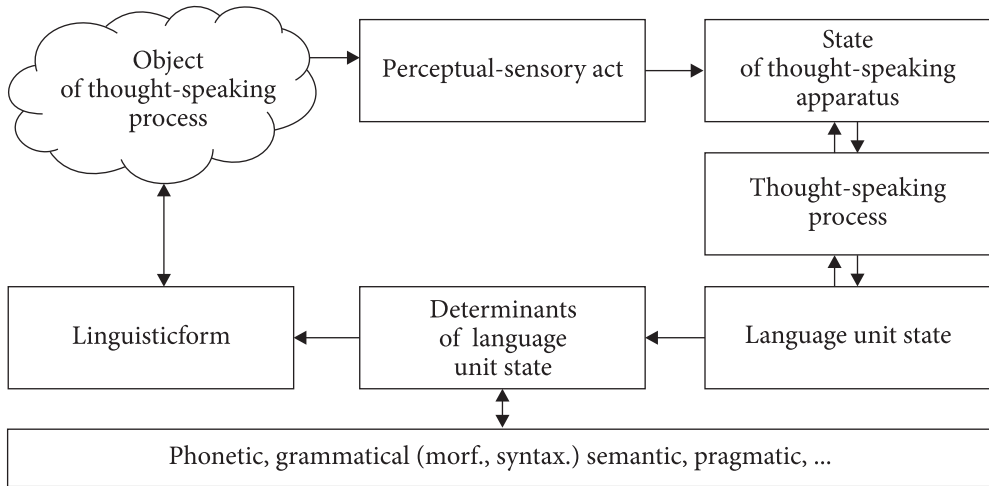 Object
of thought-speaking
process
Perceptual-sensory act
State
of thought-speaking
apparatus
Thought-speaking
process
Linguisticform
Determinants
of language
unit state
Language unit state
Phonetic, grammatical (morf., syntax.) semantic, pragmatic, ...